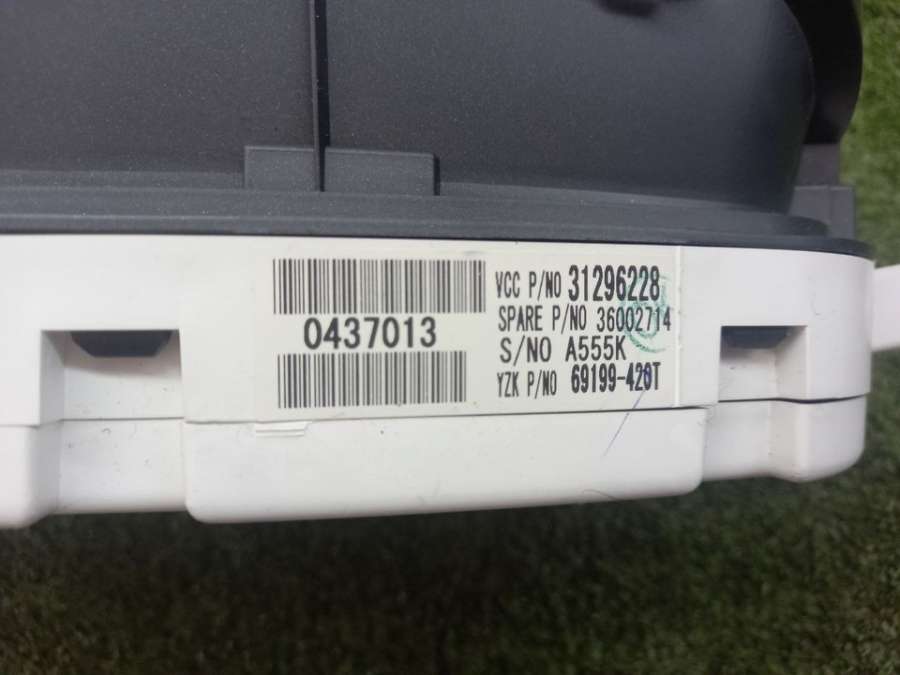 0437013
VCC P/NO 31296228
SPARE P/NO 36002714
S/NO A555K
YZK P/NO 69199-420T